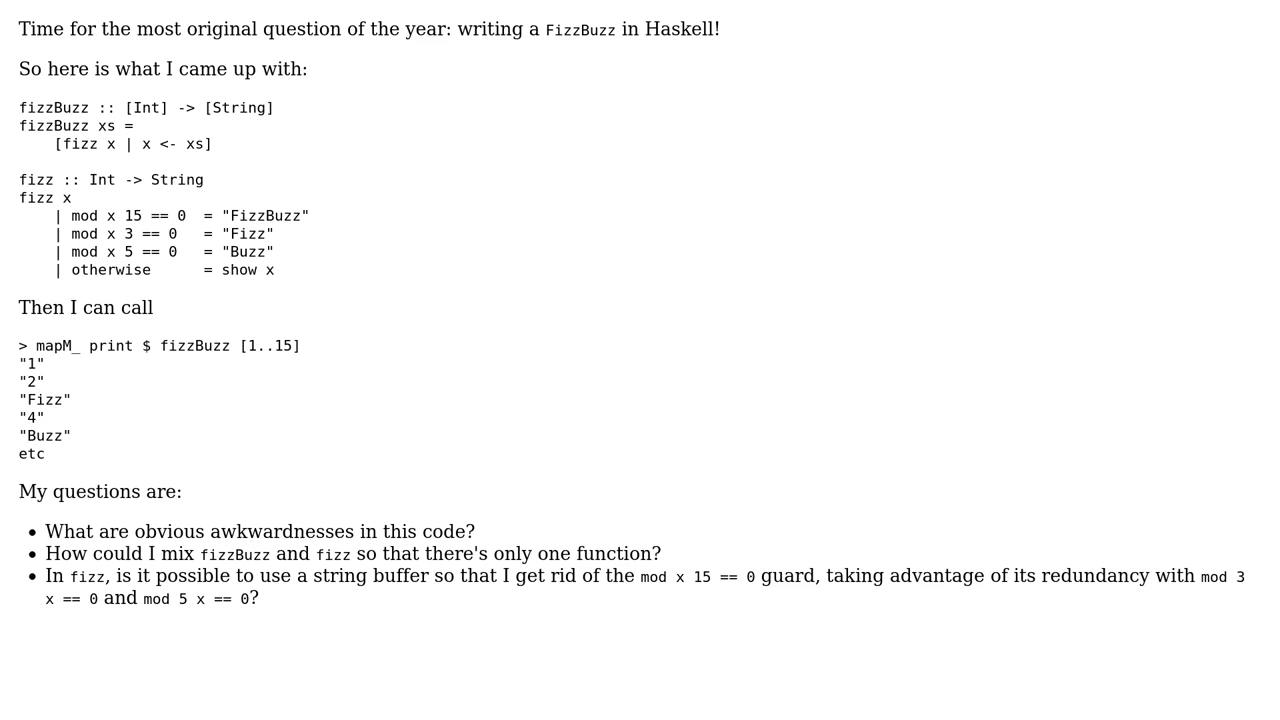 Time for the most original question of the year: writing a FizzBuzz in Haskell!
So here is what I came up with:
fizzBuzz :: [Int] -> [String]
fizzBuzz xs =
    [fizz x | x <- xs]
fizz :: Int -> String
fizz x
    | mod x 15 == 0  = "FizzBuzz"
    | mod x 3 == 0   = "Fizz"
    | mod x 5 == 0   = "Buzz"
    | otherwise      = show x
Then I can call
> mapM_ print $ fizzBuzz [1..15]
"1"
"2"
"Fizz"
"4"
"Buzz"
etc
My questions are:
• What are obvious awkwardnesses in this code?
• How could I mix fizzBuzz and fizz so that there's only one function?
• In fizz, is it possible to use a string buffer so that I get rid of the mod x 15 == 0 guard, taking advantage of its redundancy with mod 3
x == 0 and mod 5 x == 0?